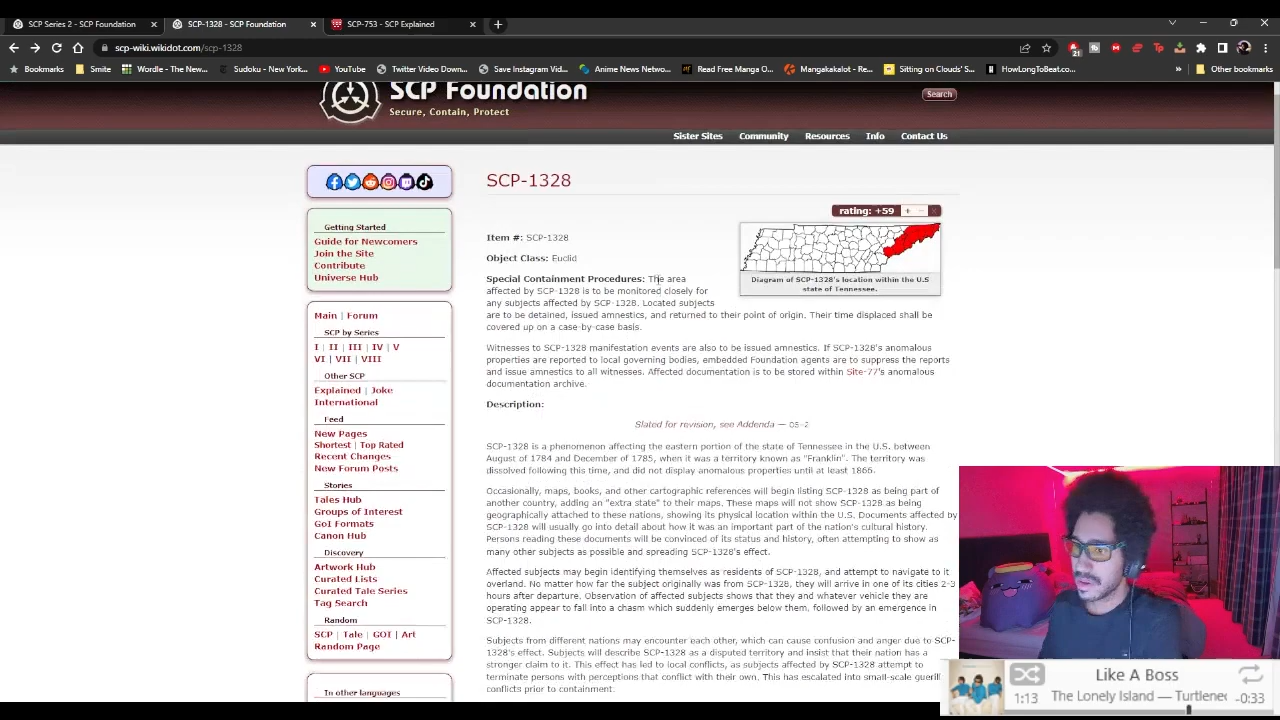 SCP Series 2 - SCP Foundation
SCP-1328 - SCP Foundation
SCP-753 - SCP Explained
scp-wiki.wikidot.com/scp-1328
21
Bookmarks
Smite
Wordle - The New...
Sudoku - New York...
YouTube
Twitter Video Down...
Save Instagram Vid...
Anime News Netwo...
Read Free Manga O...
Mangakakalot - Rea...
Sitting on Clouds' S...
HowLongToBeat.co...
Other bookmarks
SCP Foundation
Secure, Contain, Protect
Search
Sister Sites
Community
Resources
Info
Contact Us
Getting Started
Guide for Newcomers
Join the Site
Contribute
Universe Hub
Main | Forum
SCP by Series
I | II | III | IV | V
VI | VII | VIII
Other SCP
Explained | Joke
International
Feed
New Pages
Shortest | Top Rated
Recent Changes
New Forum Posts
Stories
Tales Hub
Groups of Interest
GoI Formats
Canon Hub
Discovery
Artwork Hub
Curated Lists
Curated Tale Series
Tag Search
Random
SCP | Tale | GOI | Art
Random Page
In other languages
SCP-1328
rating: +59 + – x
Diagram of SCP-1328's location within the U.S
state of Tennessee.
Item #: SCP-1328
Object Class: Euclid
Special Containment Procedures: The area
affected by SCP-1328 is to be monitored closely for
any subjects affected by SCP-1328. Located subjects
are to be detained, issued amnestics, and returned to their point of origin. Their time displaced shall be
covered up on a case-by-case basis.
Witnesses to SCP-1328 manifestation events are also to be issued amnestics. If SCP-1328's anomalous
properties are reported to local governing bodies, embedded Foundation agents are to suppress the reports
and issue amnestics to all witnesses. Affected documentation is to be stored within Site-77's anomalous
documentation archive.
Description:
Slated for revision, see Addenda — 05-2
SCP-1328 is a phenomenon affecting the eastern portion of the state of Tennessee in the U.S. between
August of 1784 and December of 1785, when it was a territory known as "Franklin". The territory was
dissolved following this time, and did not display anomalous properties until at least 1866.
Occasionally, maps, books, and other cartographic references will begin listing SCP-1328 as being part of
another country, adding an "extra state" to their maps. These maps will not show SCP-1328 as being
geographically attached to these nations, showing its physical location within the U.S. Documents affected by
SCP-1328 will usually go into detail about how it was an important part of the nation's cultural history.
Persons reading these documents will be convinced of its status and history, often attempting to show as
many other subjects as possible and spreading SCP-1328's effect.
Affected subjects may begin identifying themselves as residents of SCP-1328, and attempt to navigate to it
overland. No matter how far the subject originally was from SCP-1328, they will arrive in one of its cities 2-3
hours after departure. Observation of affected subjects shows that they and whatever vehicle they are
operating appear to fall into a chasm which suddenly emerges below them, followed by an emergence in
SCP-1328.
Subjects from different nations may encounter each other, which can cause confusion and anger due to SCP-
1328's effect. Subjects will describe SCP-1328 as a disputed territory and insist that their nation has a
stronger claim to it. This effect has led to local conflicts, as subjects affected by SCP-1328 attempt to
terminate persons with perceptions that conflict with their own. This has escalated into small-scale gueril
conflicts prior to containment.
Like A Boss
1:13
The Lonely Island — Turtlenec
-0:33